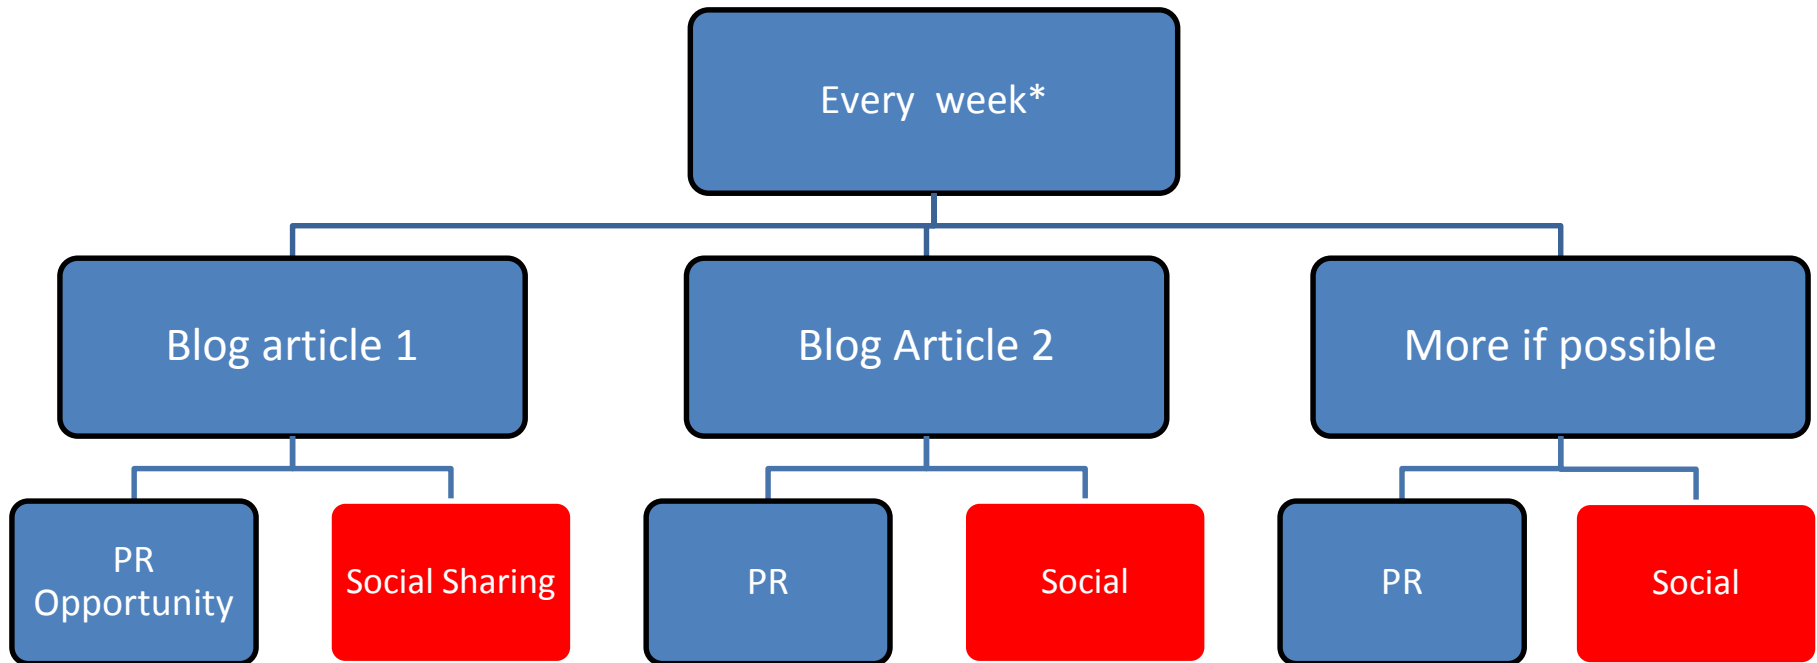 Every week*
Blog article 1
Blog Article 2
More if possible
PR
Opportunity
Social Sharing
PR
Social
PR
Social